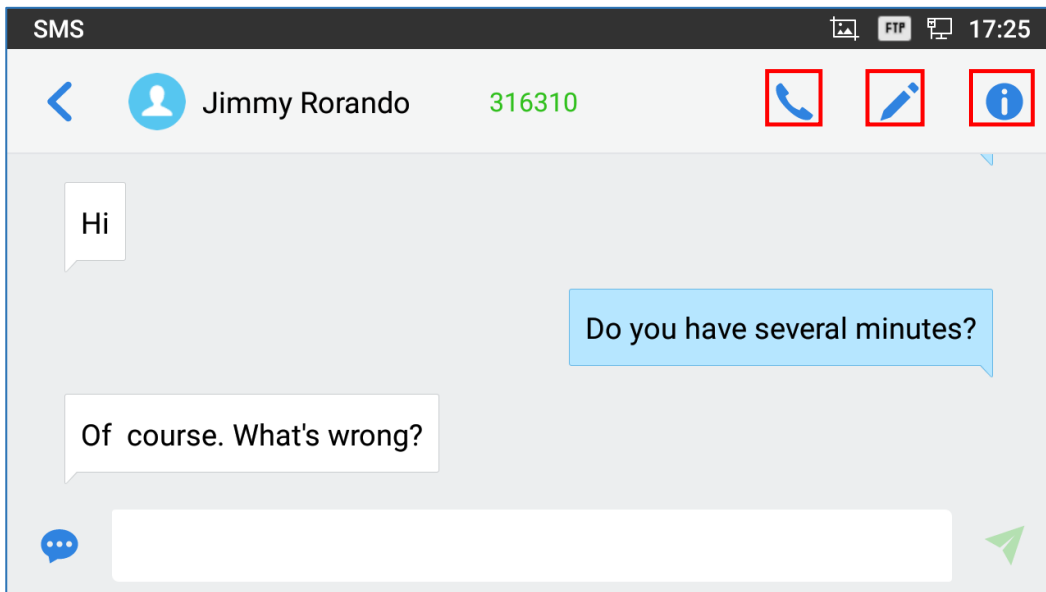 SMS FTP 17:25
Jimmy Rorando 316310
Hi
Do you have several minutes?
Of course. What's wrong?